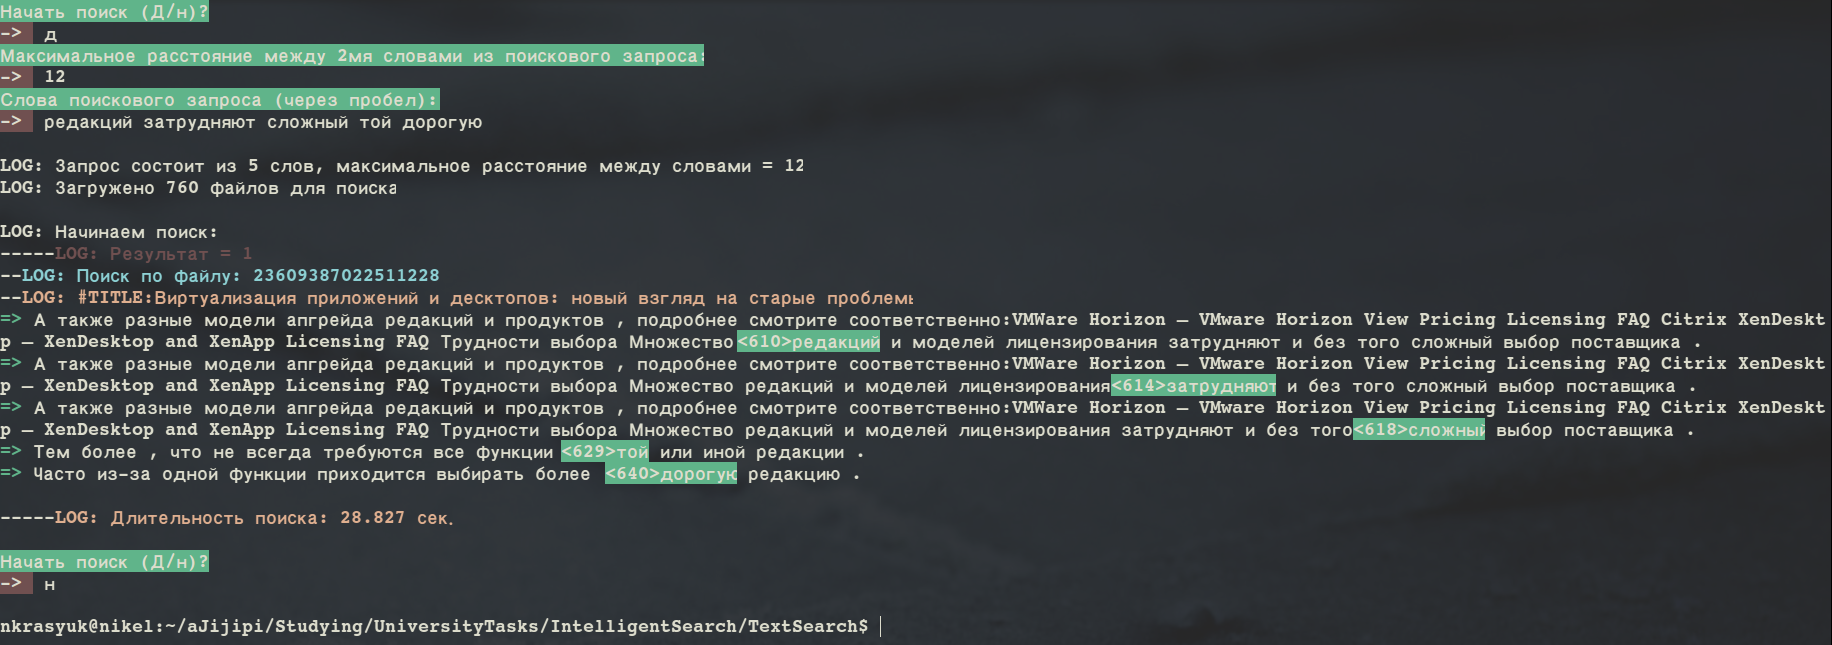 Начать поиск (Д/н)?
-> д
Максимальное расстояние между 2мя словами из поискового запроса:
-> 12
Слова поискового запроса (через пробел):
-> редакций затрудняют сложный той дорогую
LOG: Запрос состоит из 5 слов, максимальное расстояние между словами = 12
LOG: Загружено 760 файлов для поиска
LOG: Начинаем поиск:
-----LOG: Результат = 1
--LOG: Поиск по файлу: 23609387022511228
--LOG: #TITLE:Виртуализация приложений и десктопов: новый взгляд на старые проблемы
=> А также разные модели апгрейда редакций и продуктов , подробнее смотрите соответственно:VMWare Horizon — VMware Horizon View Pricing Licensing FAQ Citrix XenDeskt
p — XenDesktop and XenApp Licensing FAQ Трудности выбора Множество<610>редакций и моделей лицензирования затрудняют и без того сложный выбор поставщика .
=> А также разные модели апгрейда редакций и продуктов , подробнее смотрите соответственно:VMWare Horizon — VMware Horizon View Pricing Licensing FAQ Citrix XenDeskt
p — XenDesktop and XenApp Licensing FAQ Трудности выбора Множество редакций и моделей лицензирования<614>затрудняют и без того сложный выбор поставщика .
=> А также разные модели апгрейда редакций и продуктов , подробнее смотрите соответственно:VMWare Horizon — VMware Horizon View Pricing Licensing FAQ Citrix XenDeskt
p — XenDesktop and XenApp Licensing FAQ Трудности выбора Множество редакций и моделей лицензирования затрудняют и без того<618>сложный выбор поставщика .
=> Тем более , что не всегда требуются все функции <629>той или иной редакции .
=> Часто из-за одной функции приходится выбирать более <640>дорогую редакцию .
-----LOG: Длительность поиска: 28.827 сек.
Начать поиск (Д/н)?
-> н
nkrasyuk@nikel:~/aJijipi/Studying/UniversityTasks/IntelligentSearch/TextSearch$